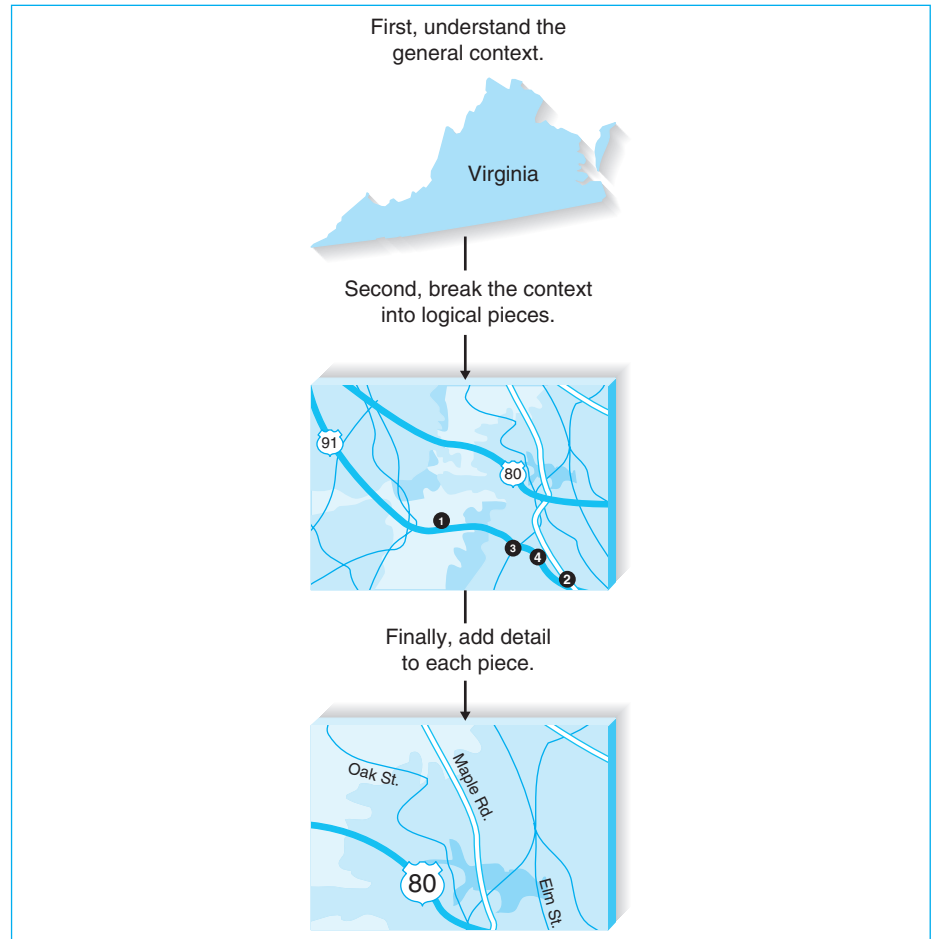 First, understand the
general context.
Virginia
Second, break the context
into logical pieces.
91
80
1
3
4
2
Finally, add detail
to each piece.
Oak St.
Maple Rd.
80
Elm St.